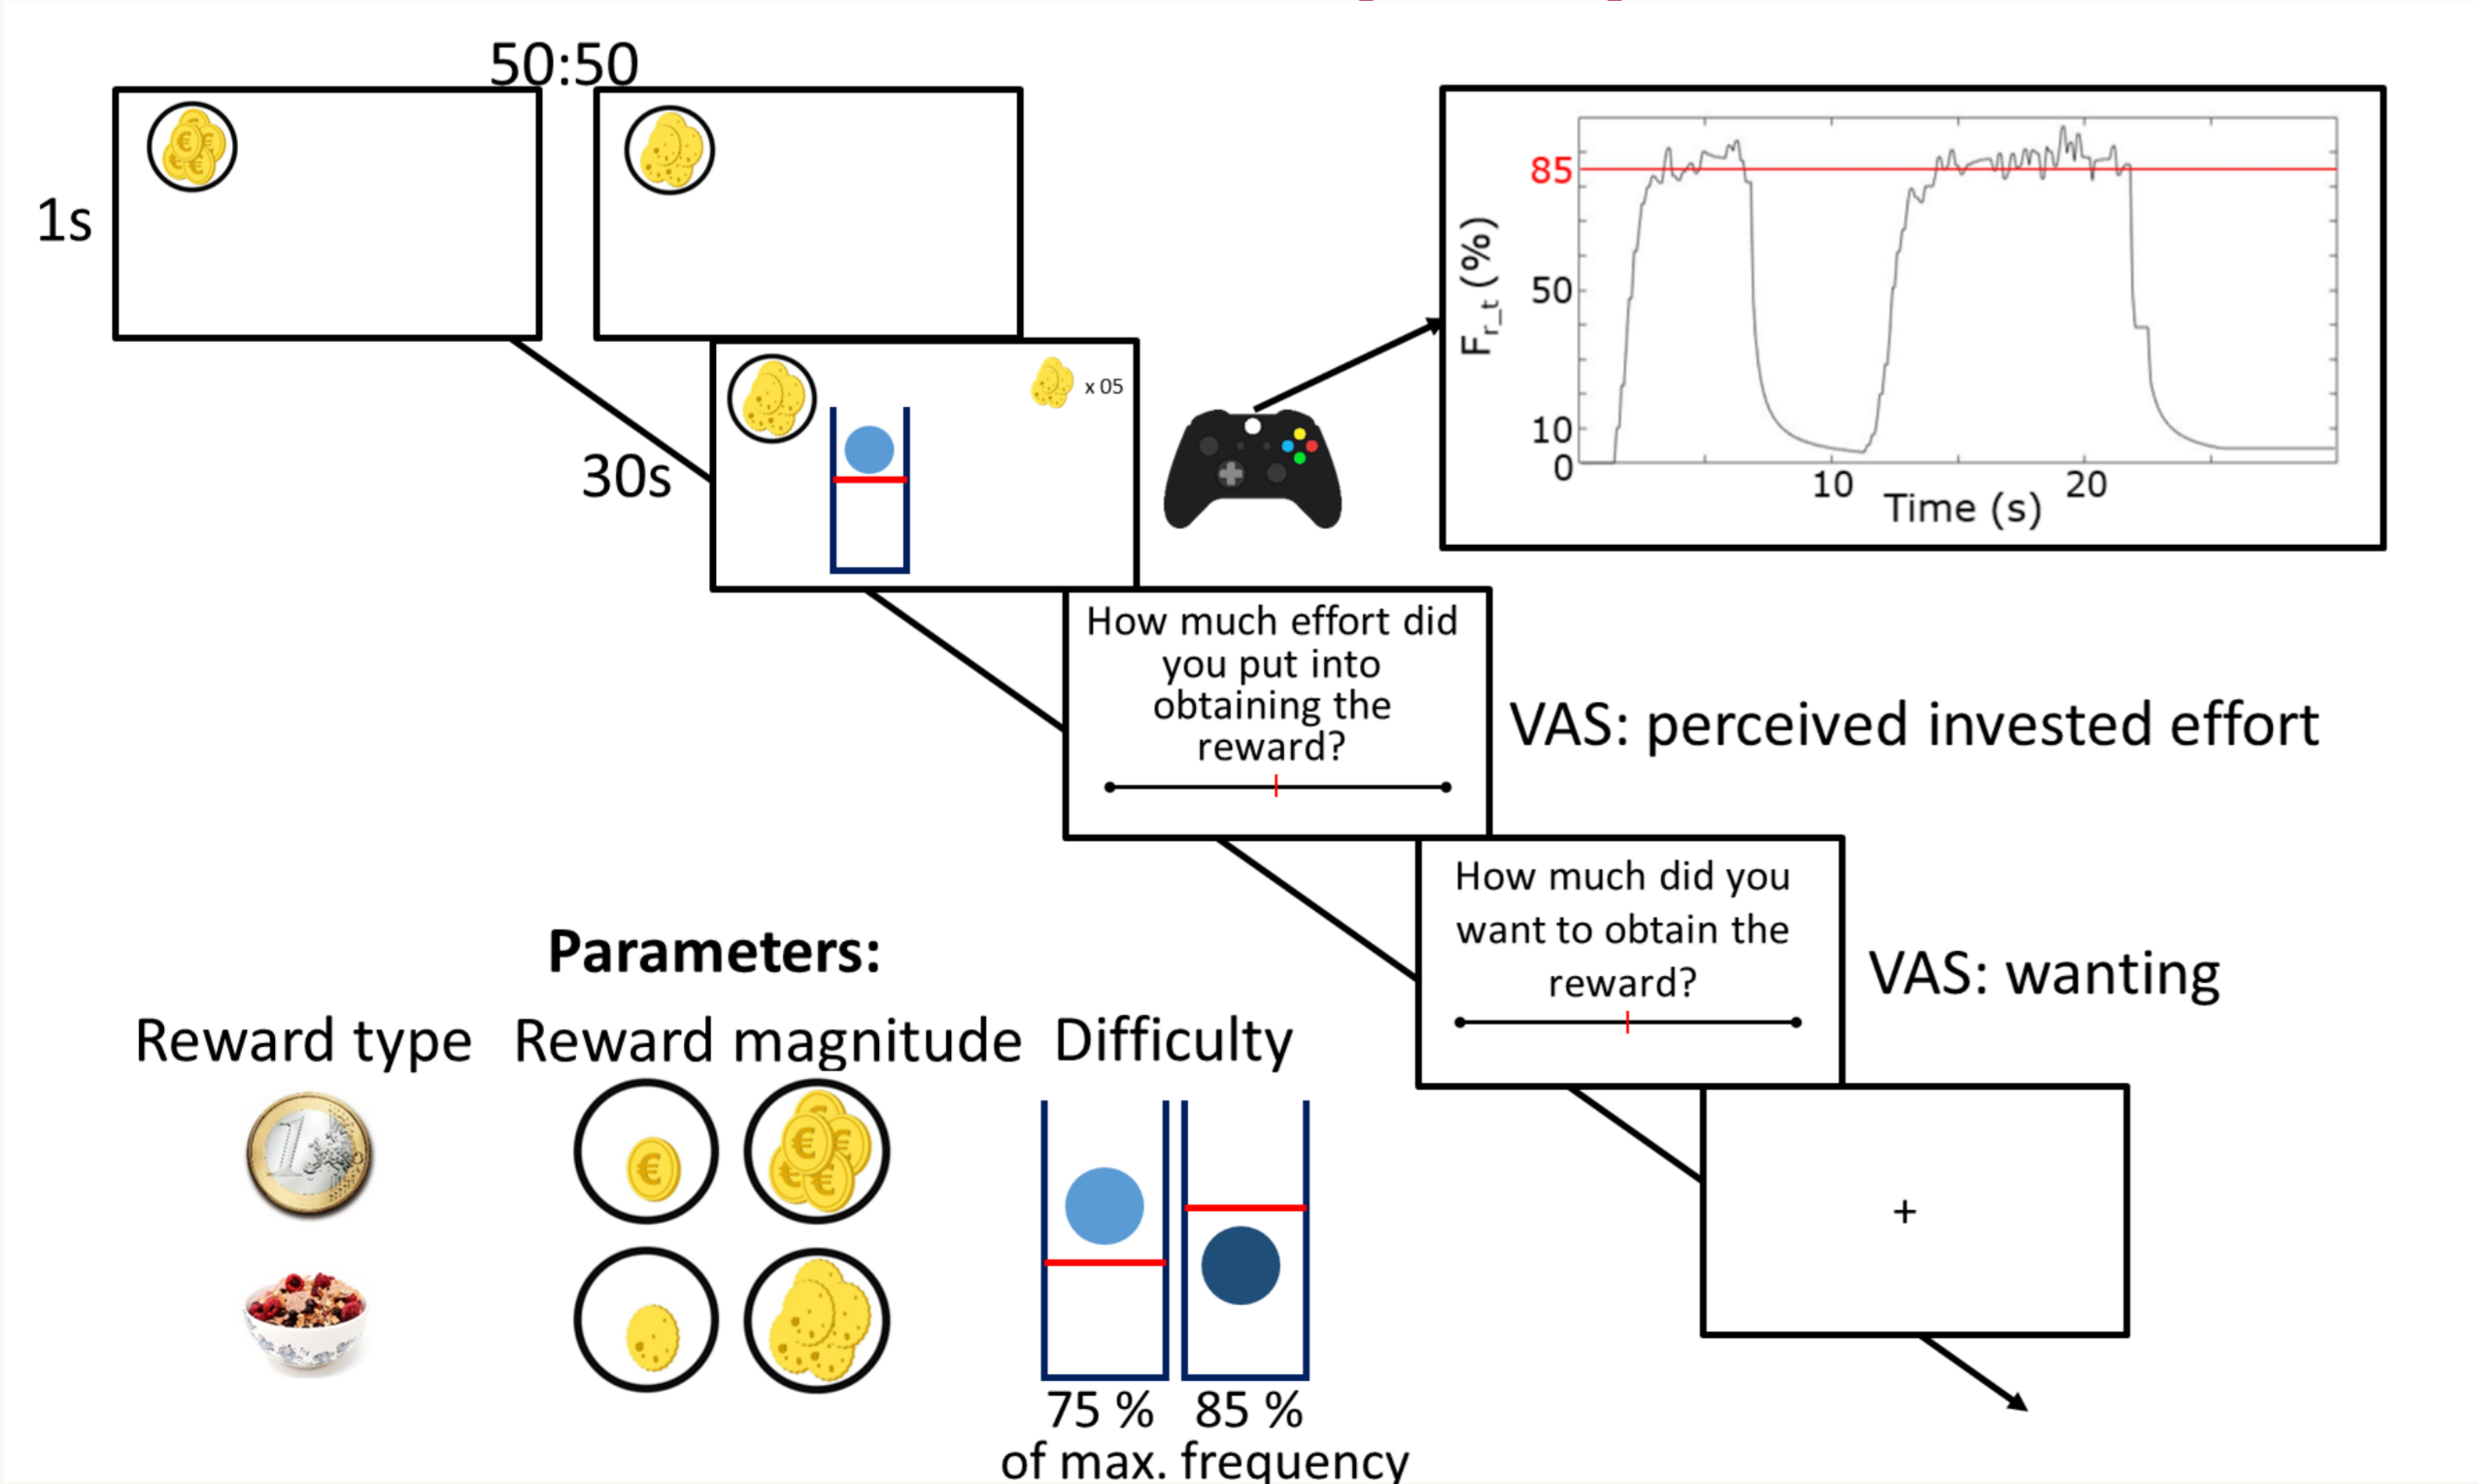 50:50
1s
30s
x 05
85
50
10
0
F_r_t (%)
10
20
Time (s)
How much effort did
you put into
obtaining the
reward?
VAS: perceived invested effort
How much did you
want to obtain the
reward?
VAS: wanting
+
Parameters:
Reward type
Reward magnitude
Difficulty
1
€
€
€
€
€
€
75 %
85 %
of max. frequency